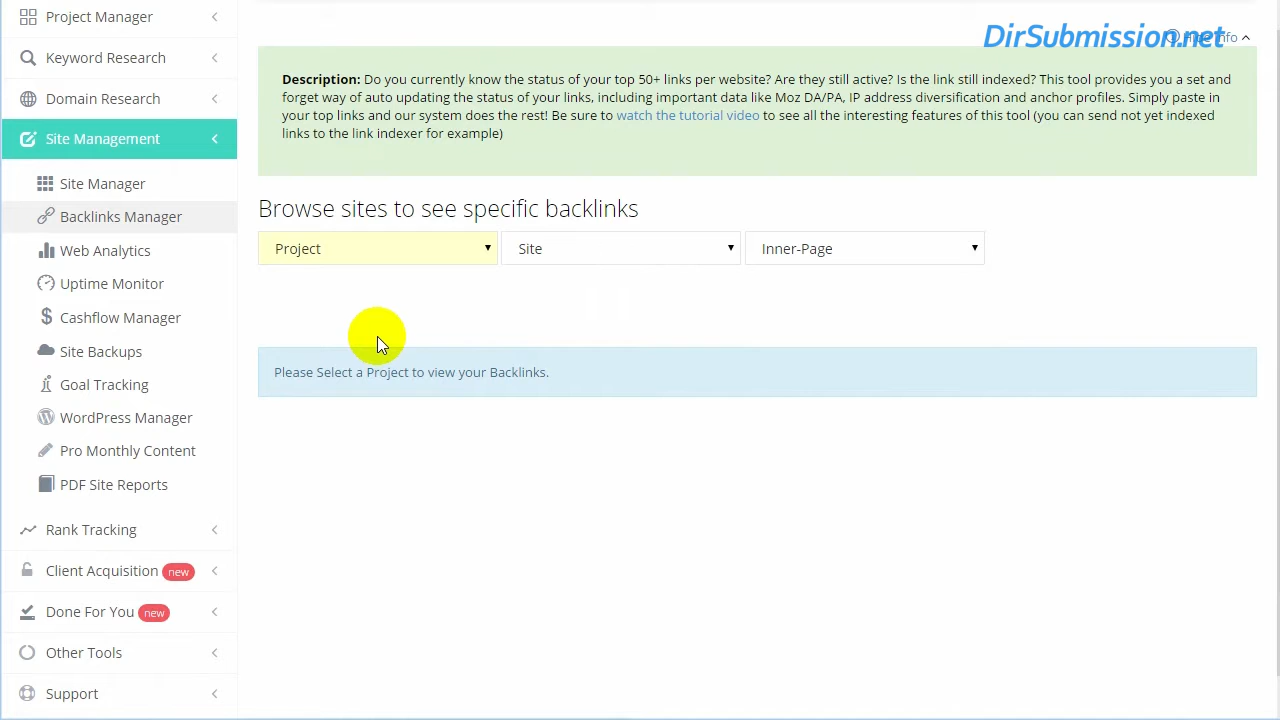 Project Manager
Keyword Research
Domain Research
Site Management
Site Manager
Backlinks Manager
Web Analytics
Uptime Monitor
Cashflow Manager
Site Backups
Goal Tracking
WordPress Manager
Pro Monthly Content
PDF Site Reports
Rank Tracking
Client Acquisition new
Done For You new
Other Tools
Support
DirSubmission.net
Description: Do you currently know the status of your top 50+ links per website? Are they still active? Is the link still indexed? This tool provides you a set and
forget way of auto updating the status of your links, including important data like Moz DA/PA, IP address diversification and anchor profiles. Simply paste in
your top links and our system does the rest! Be sure to watch the tutorial video to see all the interesting features of this tool (you can send not yet indexed
links to the link indexer for example)
Browse sites to see specific backlinks
Project
Site
Inner-Page
Please Select a Project to view your Backlinks.